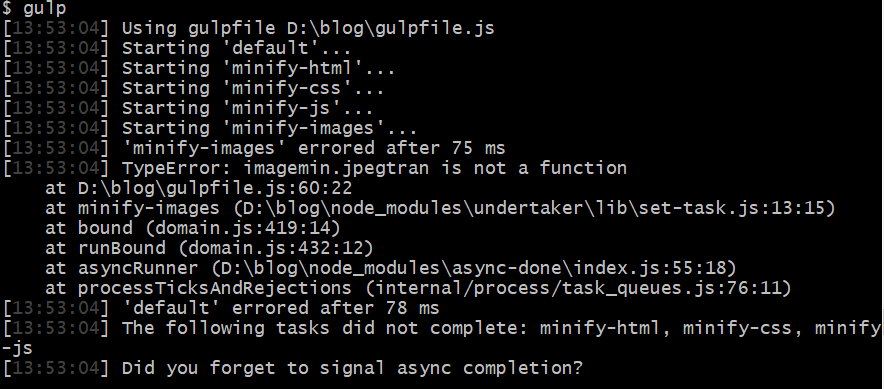 $ gulp
[13:53:04] Using gulpfile D:\blog\gulpfile.js
[13:53:04] Starting 'default'...
[13:53:04] Starting 'minify-html'...
[13:53:04] Starting 'minify-css'...
[13:53:04] Starting 'minify-js'...
[13:53:04] Starting 'minify-images'...
[13:53:04] 'minify-images' errored after 75 ms
[13:53:04] TypeError: imagemin.jpegtran is not a function
    at D:\blog\gulpfile.js:60:22
    at minify-images (D:\blog\node_modules\undertaker\lib\set-task.js:13:15)
    at bound (domain.js:419:14)
    at runBound (domain.js:432:12)
    at asyncRunner (D:\blog\node_modules\async-done\index.js:55:18)
    at processTicksAndRejections (internal/process/task_queues.js:76:11)
[13:53:04] 'default' errored after 78 ms
[13:53:04] The following tasks did not complete: minify-html, minify-css, minify
-js
[13:53:04] Did you forget to signal async completion?